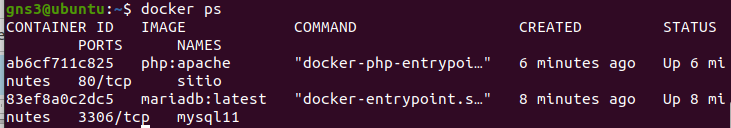 gns3@ubuntu:~$ docker ps
CONTAINER ID   IMAGE            COMMAND                  CREATED         STATUS
         PORTS      NAMES
ab6cf711c825   php:apache       "docker-php-entrypoi…"   6 minutes ago   Up 6 mi
nutes   80/tcp     sitio
83ef8a0c2dc5   mariadb:latest   "docker-entrypoint.s…"   8 minutes ago   Up 8 mi
nutes   3306/tcp   mysql11